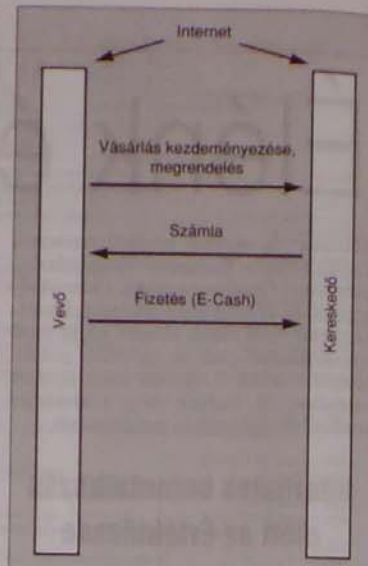 Internet
Vásárlás kezdeményezése,
megrendelés
Számla
Fizetés (E-Cash)
Vevő
Kereskedő